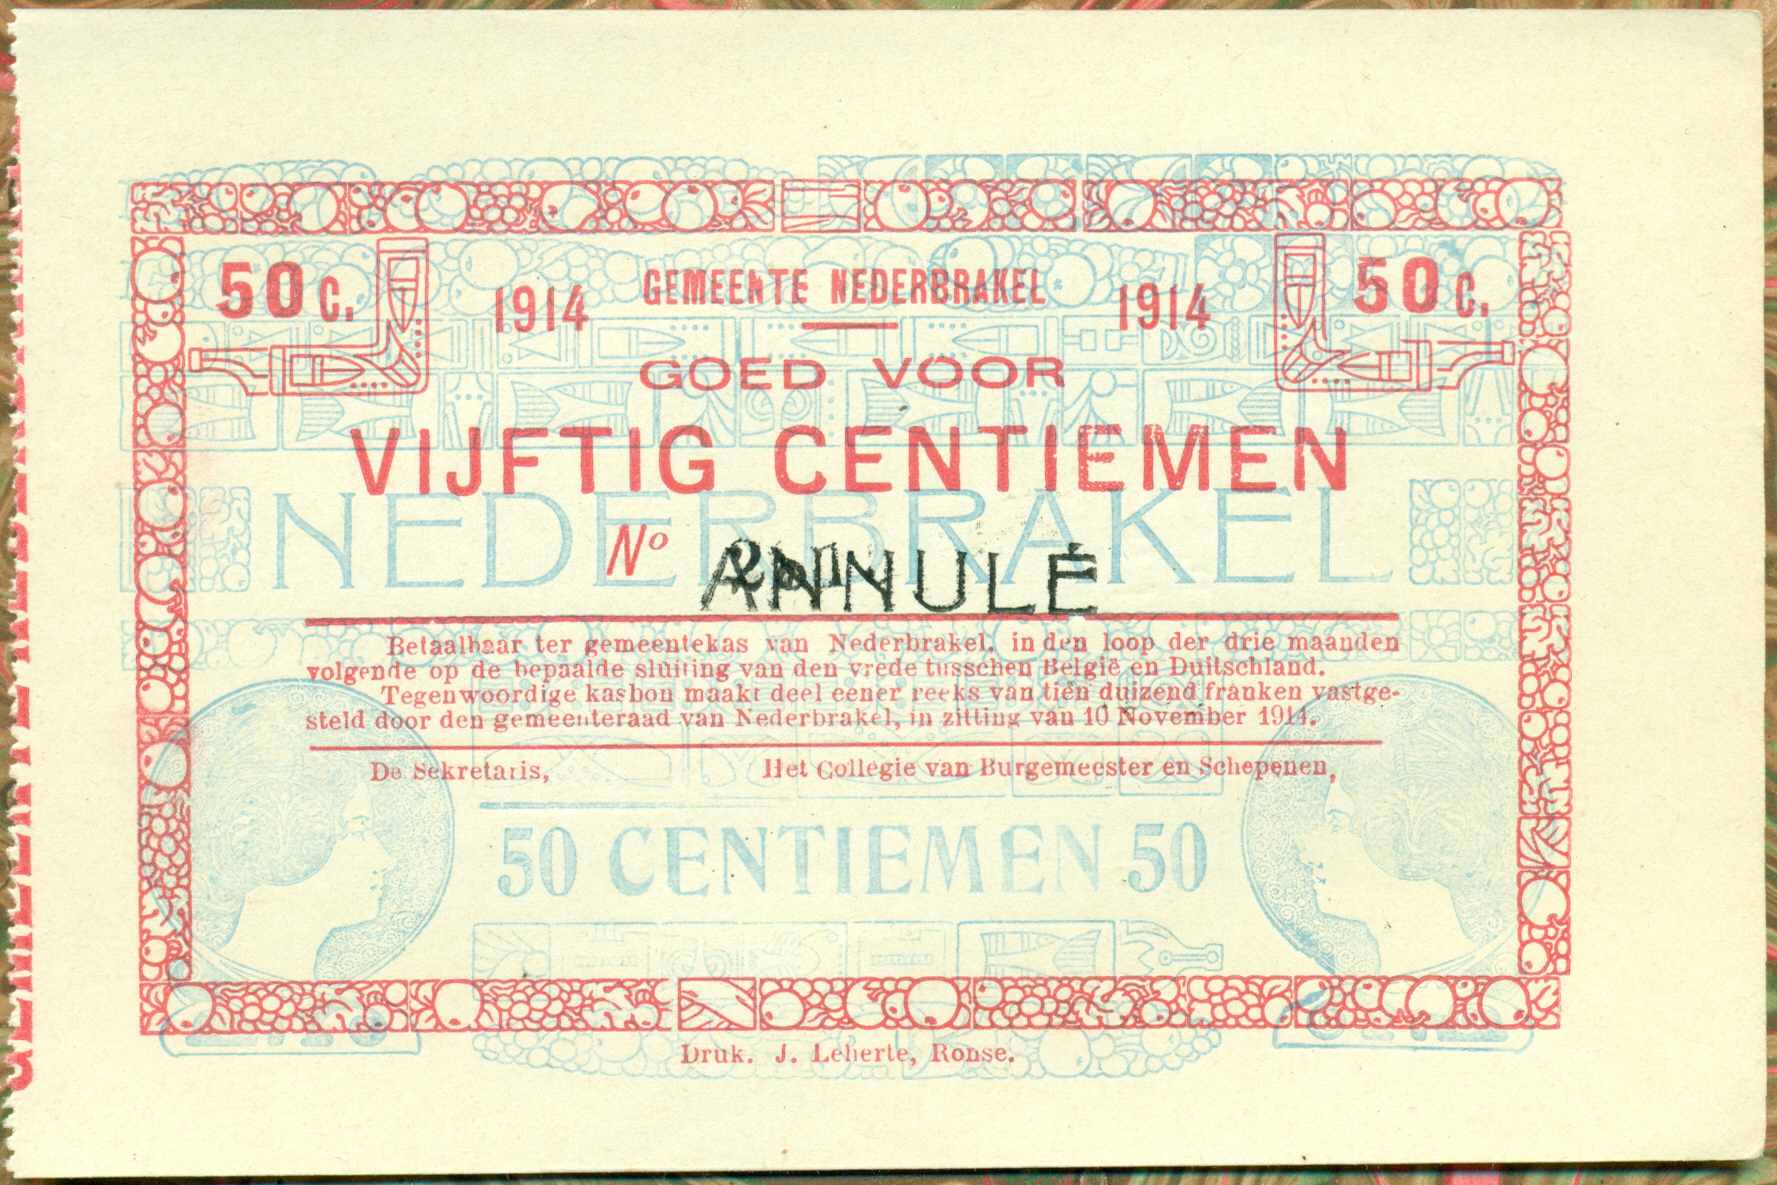 50 C. 1914 GEMEENTE NEDERBRAKEL 1914 50 C.
GOED VOOR
VIJFTIG CENTIEMEN
NEDERBRAKEL
No ANNULÉ
Betaalbaar ter gemeentekas van Nederbrakel, in den loop der drie maanden
volgende op de bepaalde sluiting van den vrede tusschen België en Duitschland.
Tegenwoordige kasbon maakt deel eener reeks van tien duizend franken vastge-
steld door den gemeenteraad van Nederbrakel, in zitting van 10 November 1914.
De Sekretaris, Het Collegie van Burgemeester en Schepenen,
50 CENTIEMEN 50
Druk. J. Leherte, Ronse.